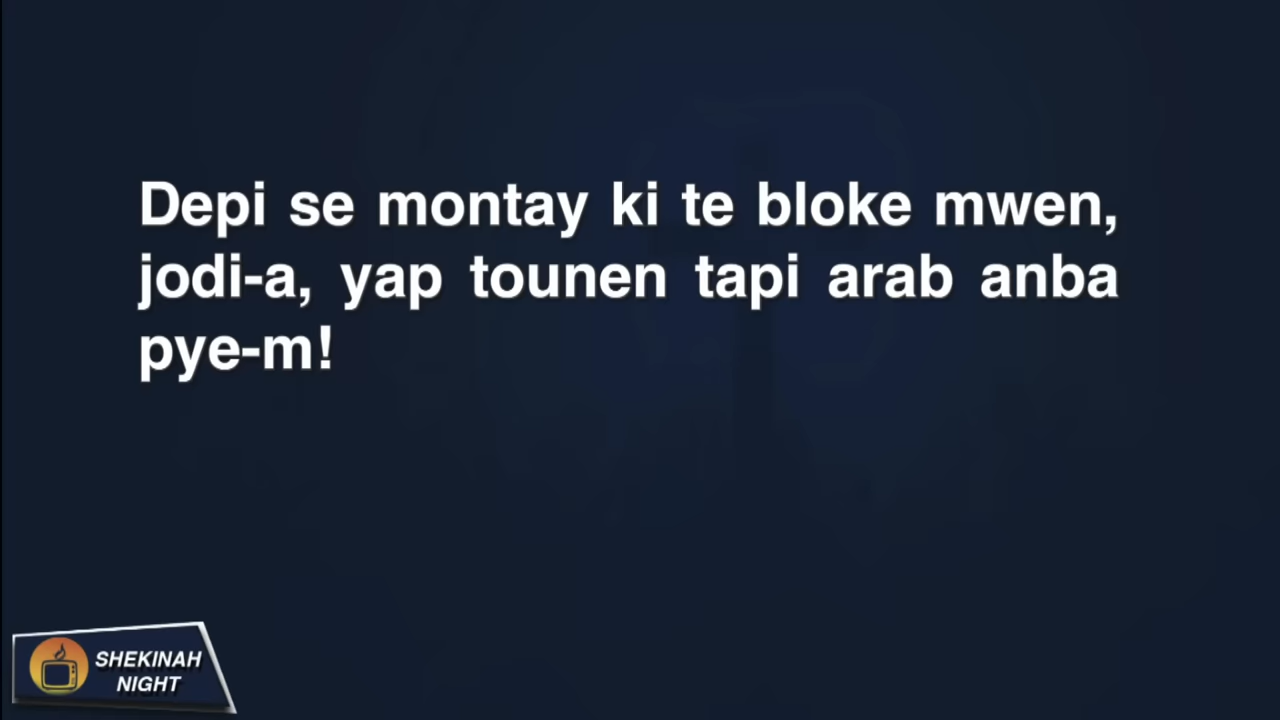 Depi se montay ki te bloke mwen,
jodi-a, yap tounen tapi arab anba
pye-m!
SHEKINAH
NIGHT